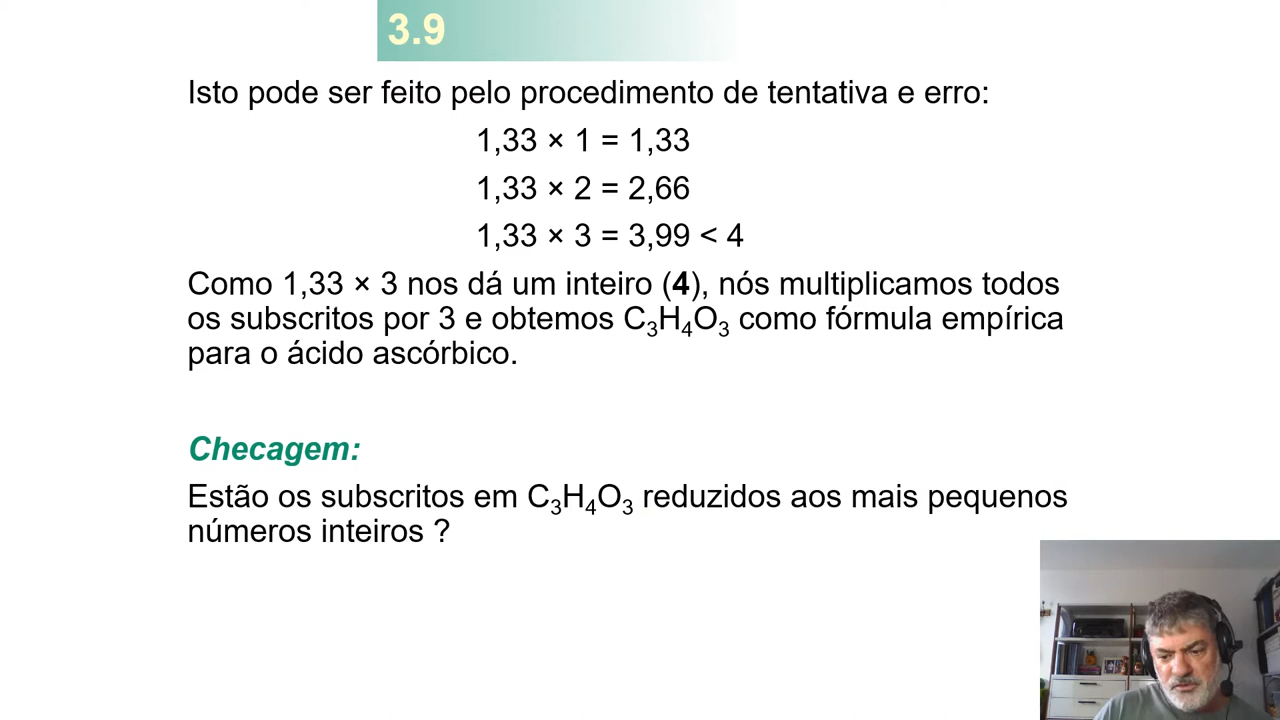 3.9
Isto pode ser feito pelo procedimento de tentativa e erro:
1,33 × 1 = 1,33
1,33 × 2 = 2,66
1,33 × 3 = 3,99 < 4
Como 1,33 × 3 nos dá um inteiro (4), nós multiplicamos todos
os subscritos por 3 e obtemos C₃H₄O₃ como fórmula empírica
para o ácido ascórbico.
Checagem:
Estão os subscritos em C₃H₄O₃ reduzidos aos mais pequenos
números inteiros ?